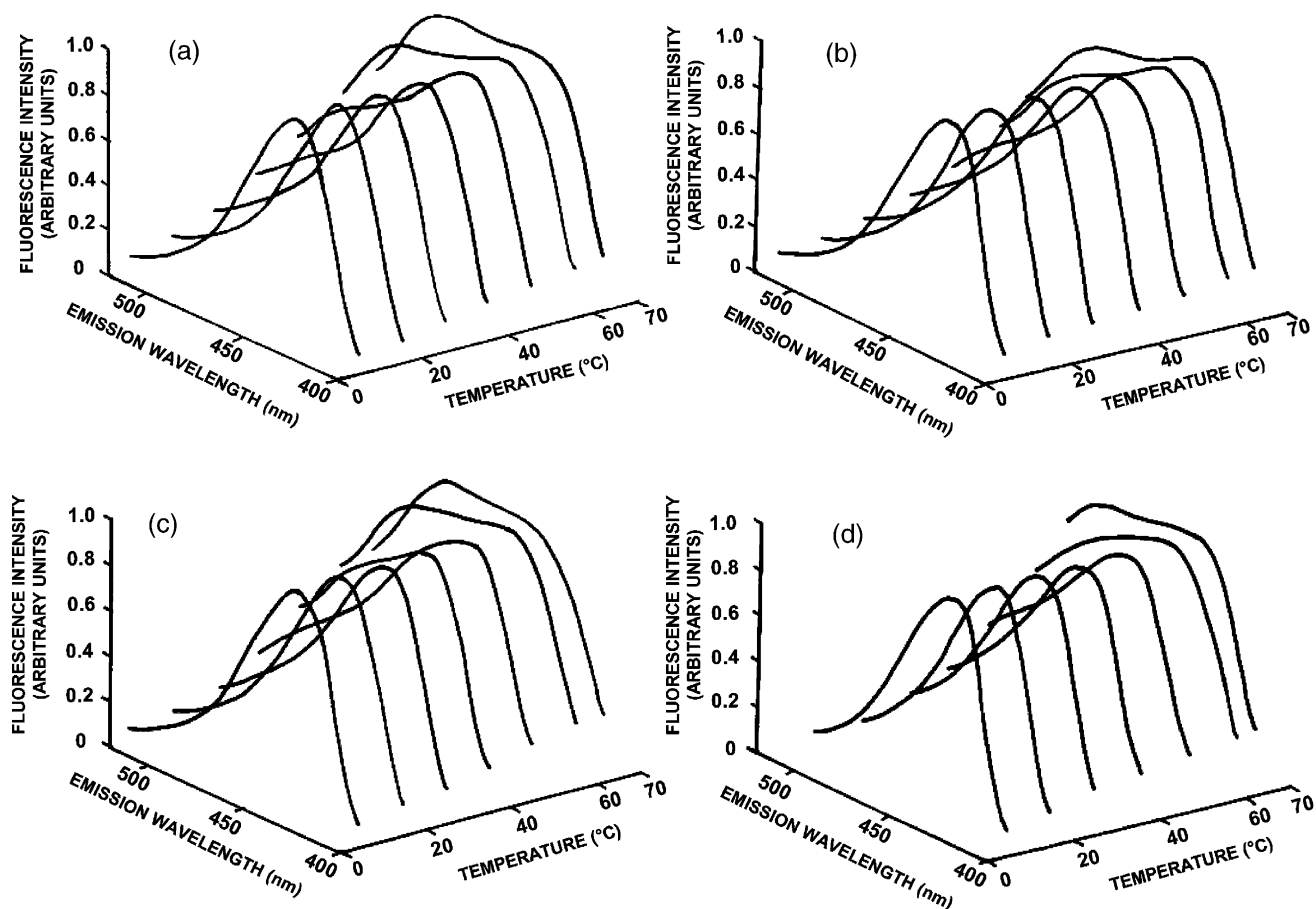 (a)
FLUORESCENCE INTENSITY
(ARBITRARY UNITS)
1.0
0.8
0.6
0.4
0.2
0
500
450
400
EMISSION WAVELENGTH (nm)
0
20
40
60
70
TEMPERATURE (°C)
(b)
FLUORESCENCE INTENSITY
(ARBITRARY UNITS)
1.0
0.8
0.6
0.4
0.2
0
500
450
400
EMISSION WAVELENGTH (nm)
0
20
40
60
70
TEMPERATURE (°C)
(c)
FLUORESCENCE INTENSITY
(ARBITRARY UNITS)
1.0
0.8
0.6
0.4
0.2
0
500
450
400
EMISSION WAVELENGTH (nm)
0
20
40
60
70
TEMPERATURE (°C)
(d)
FLUORESCENCE INTENSITY
(ARBITRARY UNITS)
1.0
0.8
0.6
0.4
0.2
0
500
450
400
EMISSION WAVELENGTH (nm)
0
20
40
60
70
TEMPERATURE (°C)